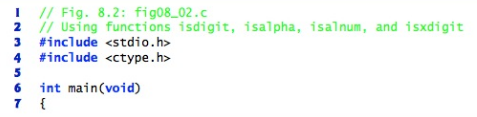 1 // Fig. 8.2: fig08_02.c
2 // Using functions isdigit, isalpha, isalnum, and isxdigit
3 #include <stdio.h>
4 #include <ctype.h>
5
6 int main(void)
7 {